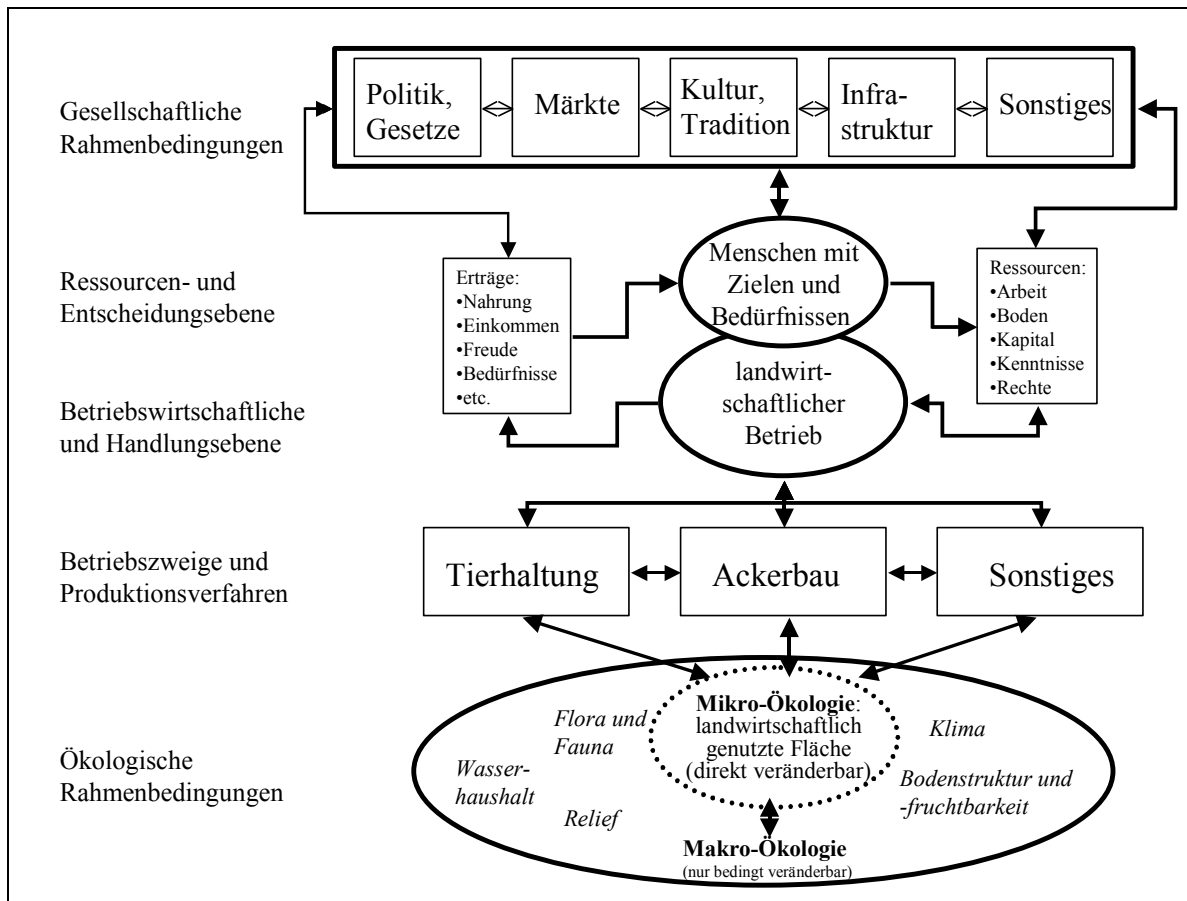 Gesellschaftliche
Rahmenbedingungen
Politik,
Gesetze
Märkte
Kultur,
Tradition
Infra-
struktur
Sonstiges
Ressourcen- und
Entscheidungsebene
Erträge:
•Nahrung
•Einkommen
•Freude
•Bedürfnisse
•etc.
Menschen mit
Zielen und
Bedürfnissen
Ressourcen:
•Arbeit
•Boden
•Kapital
•Kenntnisse
•Rechte
Betriebswirtschaftliche
und Handlungsebene
landwirt-
schaftlicher
Betrieb
Betriebszweige und
Produktionsverfahren
Tierhaltung
Ackerbau
Sonstiges
Ökologische
Rahmenbedingungen
Flora und
Fauna
Wasser-
haushalt
Relief
Mikro-Ökologie:
landwirtschaftlich
genutzte Fläche
(direkt veränderbar)
Klima
Bodenstruktur und
-fruchtbarkeit
Makro-Ökologie
(nur bedingt veränderbar)